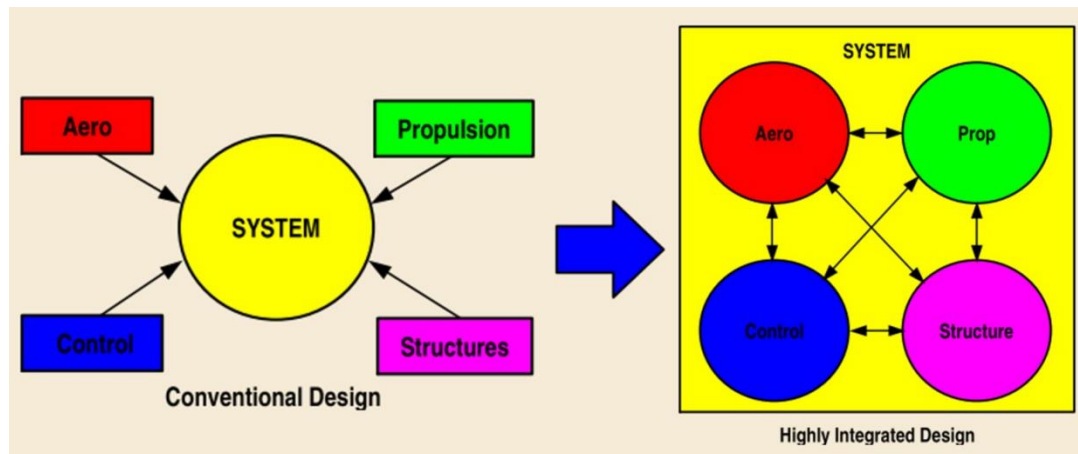 Aero
Propulsion
SYSTEM
Control
Structures
Conventional Design
SYSTEM
Aero
Prop
Control
Structure
Highly Integrated Design